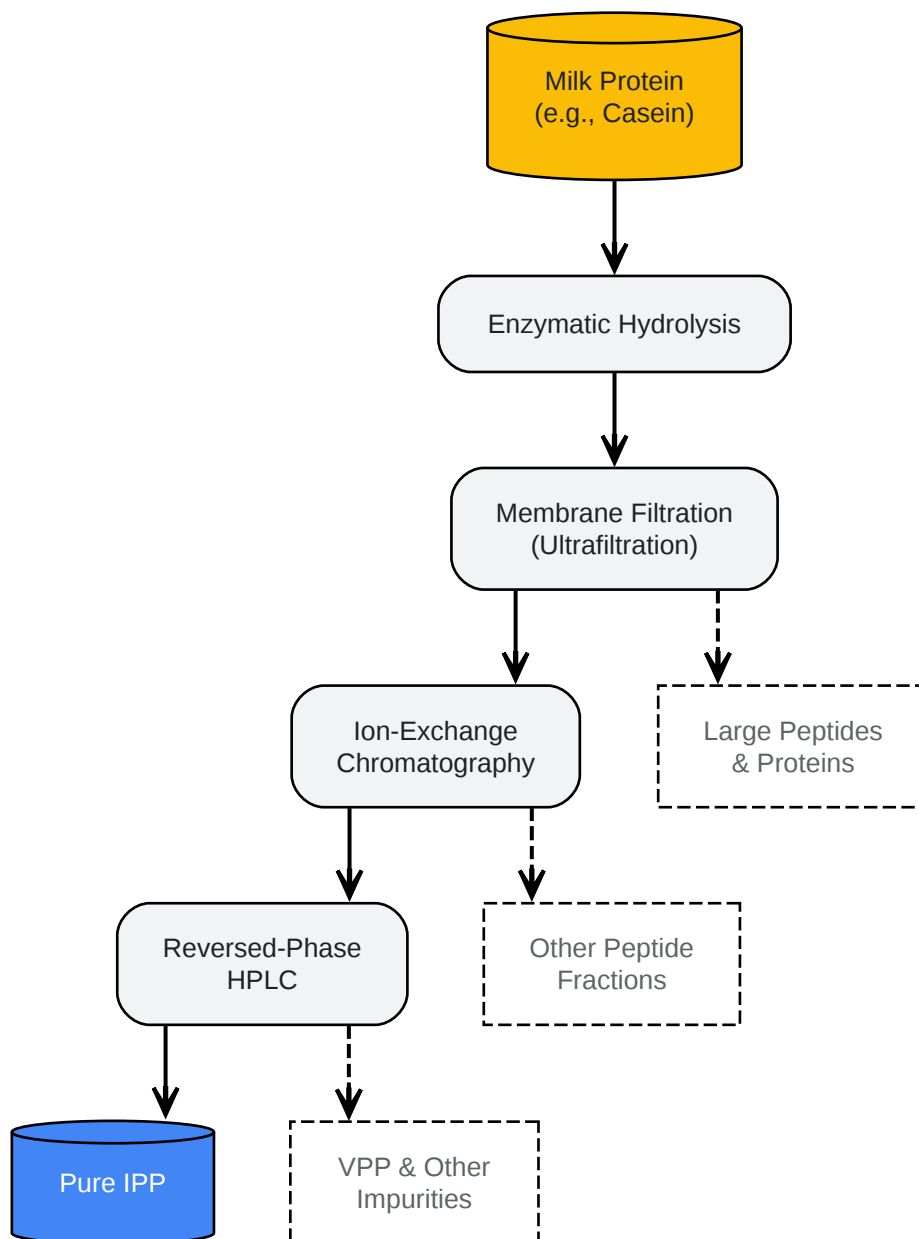 Milk Protein
(e.g., Casein)
Enzymatic Hydrolysis
Membrane Filtration
(Ultrafiltration)
Ion-Exchange
Chromatography
Large Peptides
& Proteins
Reversed-Phase
HPLC
Other Peptide
Fractions
Pure IPP
VPP & Other
Impurities